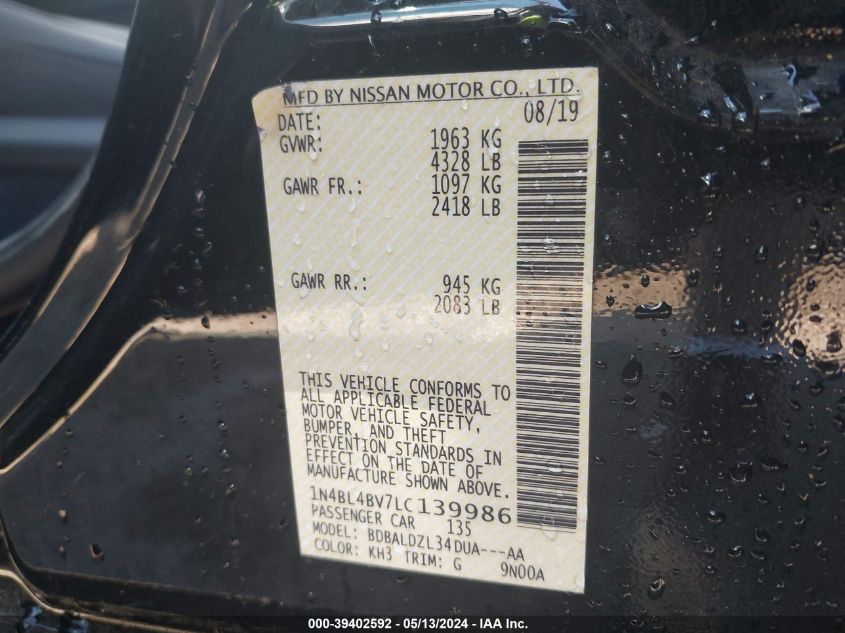 MFD BY NISSAN MOTOR CO., LTD.
DATE: 08/19
GVWR: 1963 KG
4328 LB
GAWR FR.: 1097 KG
2418 LB
GAWR RR.: 945 KG
2083 LB
THIS VEHICLE CONFORMS TO
ALL APPLICABLE FEDERAL
MOTOR VEHICLE SAFETY,
BUMPER, AND THEFT
PREVENTION STANDARDS IN
EFFECT ON THE DATE OF
MANUFACTURE SHOWN ABOVE.
1N4BL4BV7LC139986
PASSENGER CAR 135
MODEL: BDBALDZL34DUA---AA
COLOR: KH3 TRIM: G 9N00A
000-39402592 - 05/13/2024 - IAA Inc.